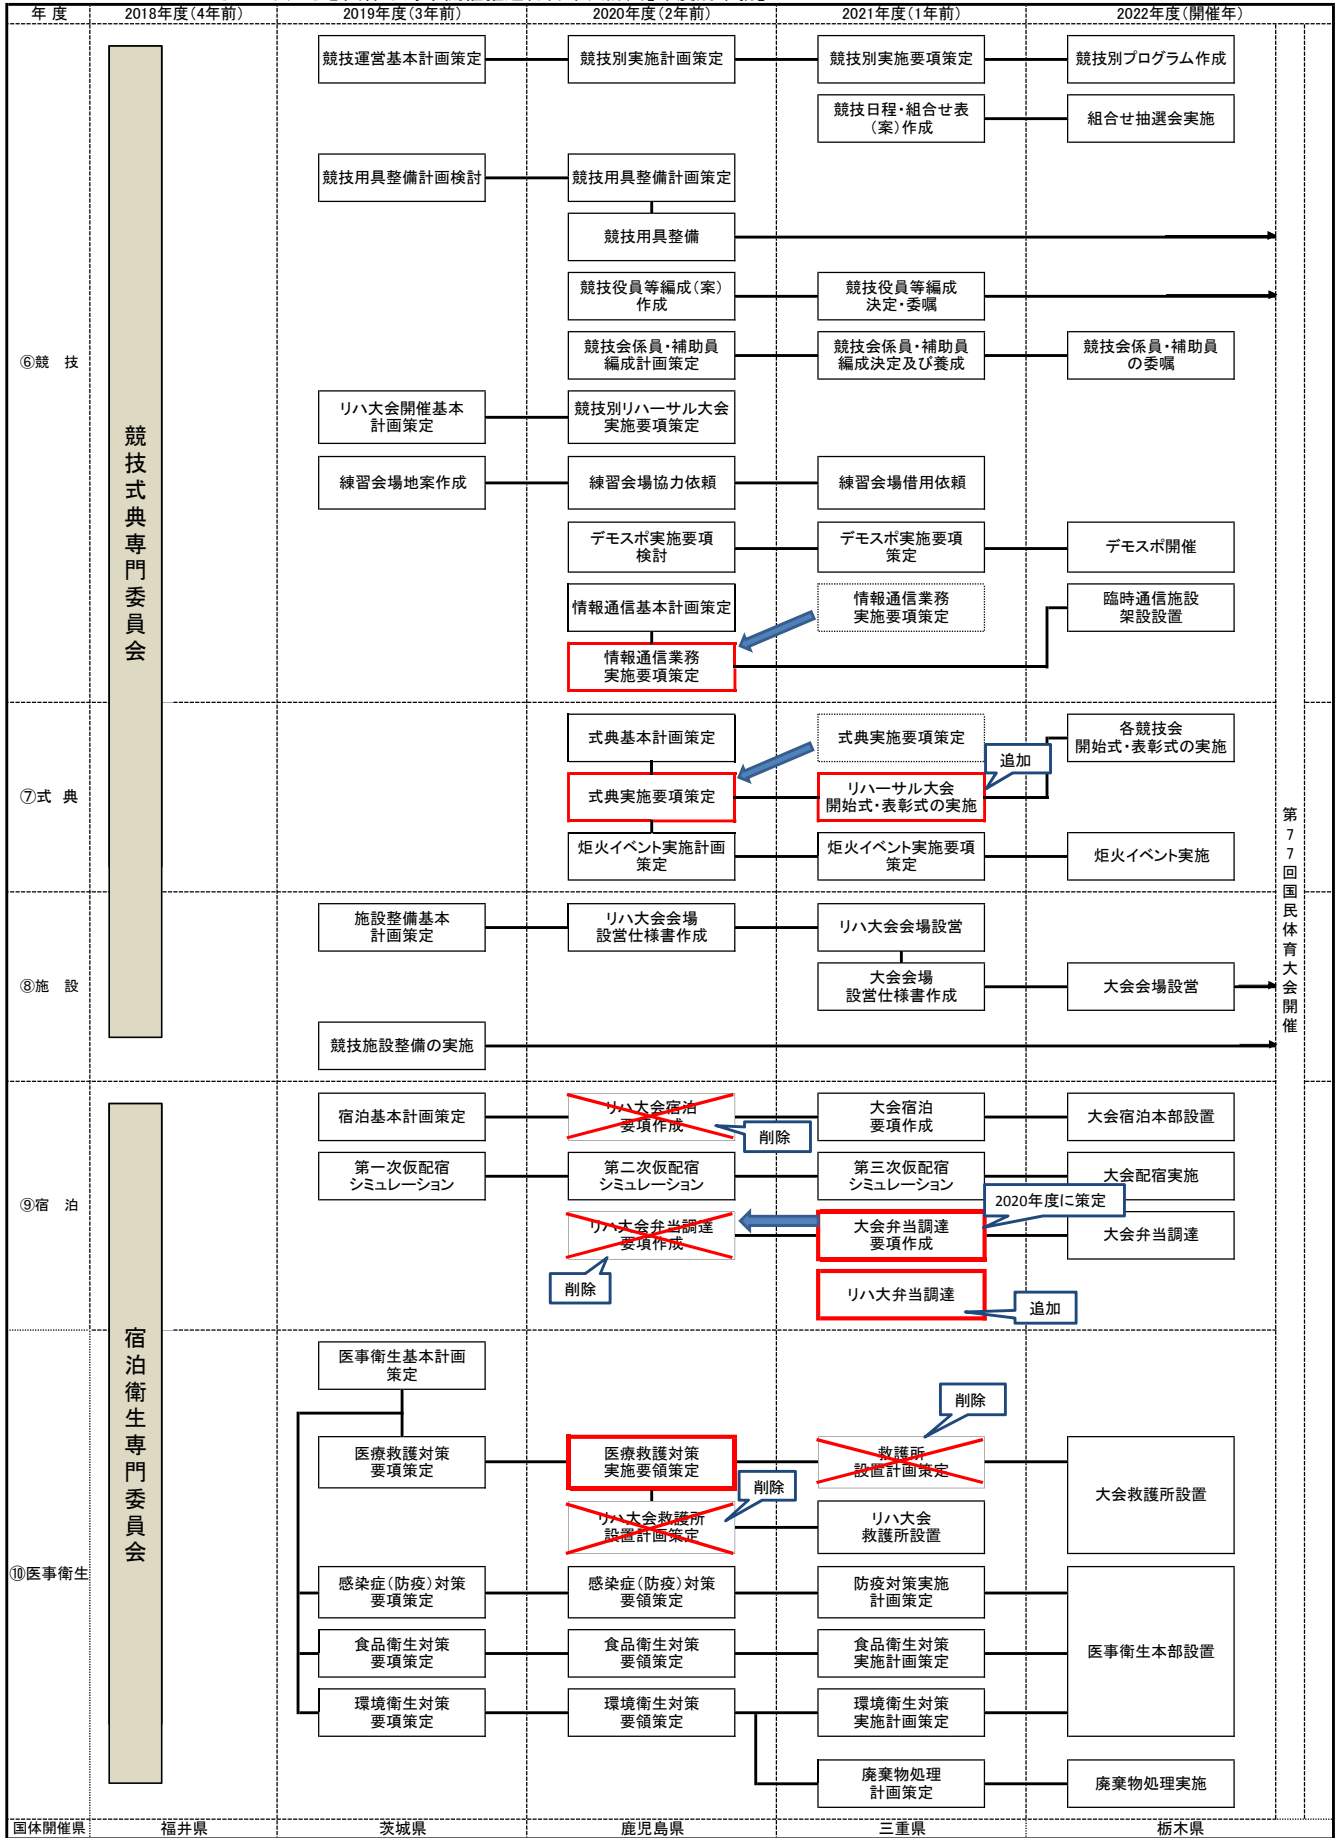 年 度
2018年度(4年前)
2019年度(3年前)
2020年度(2年前)
2021年度(1年前)
2022年度(開催年)
競技式典専門委員会
⑥競 技
競技運営基本計画策定
競技別実施計画策定
競技別実施要項策定
競技別プログラム作成
競技日程・組合せ表
(案)作成
組合せ抽選会実施
競技用具整備計画検討
競技用具整備計画策定
競技用具整備
競技役員等編成(案)
作成
競技役員等編成
決定・委嘱
競技会係員・補助員
編成計画策定
競技会係員・補助員
編成決定及び養成
競技会係員・補助員
の委嘱
リハ大会開催基本
計画策定
競技別リハーサル大会
実施要項策定
練習会場地案作成
練習会場協力依頼
練習会場借用依頼
デモスポ実施要項
検討
デモスポ実施要項
策定
デモスポ開催
情報通信基本計画策定
情報通信業務
実施要項策定
臨時通信施設
架設設置
情報通信業務
実施要項策定
⑦式 典
式典基本計画策定
式典実施要項策定
各競技会
開始式・表彰式の実施
追加
式典実施要項策定
リハーサル大会
開始式・表彰式の実施
炬火イベント実施計画
策定
炬火イベント実施要項
策定
炬火イベント実施
第77回国民体育大会開催
⑧施 設
施設整備基本
計画策定
リハ大会会場
設営仕様書作成
リハ大会会場設営
大会会場
設営仕様書作成
大会会場設営
競技施設整備の実施
宿泊衛生専門委員会
⑨宿 泊
宿泊基本計画策定
リハ大会宿泊
要項作成
削除
大会宿泊
要項作成
大会宿泊本部設置
第一次仮配宿
シミュレーション
第二次仮配宿
シミュレーション
第三次仮配宿
シミュレーション
大会配宿実施
2020年度に策定
リハ大会弁当調達
要項作成
削除
大会弁当調達
要項作成
大会弁当調達
リハ大弁当調達
追加
⑩医事衛生
医事衛生基本計画
策定
削除
医療救護対策
要項策定
医療救護対策
実施要領策定
救護所
設置計画策定
大会救護所設置
削除
リハ大会救護所
設置計画策定
リハ大会
救護所設置
感染症(防疫)対策
要項策定
感染症(防疫)対策
要領策定
防疫対策実施
計画策定
医事衛生本部設置
食品衛生対策
要項策定
食品衛生対策
要領策定
食品衛生対策
実施計画策定
環境衛生対策
要項策定
環境衛生対策
要領策定
環境衛生対策
実施計画策定
廃棄物処理
計画策定
廃棄物処理実施
国体開催県
福井県
茨城県
鹿児島県
三重県
栃木県